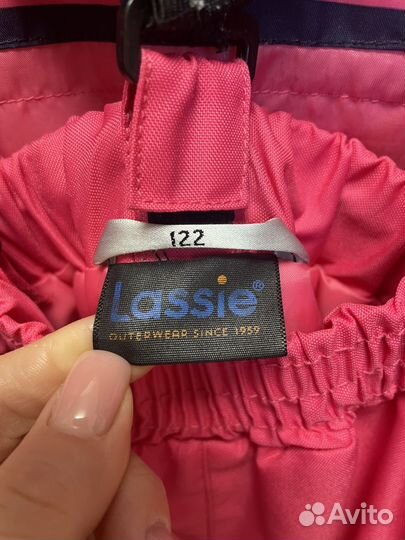 122
Lassie®
OUTERWEAR SINCE 1959
Avito